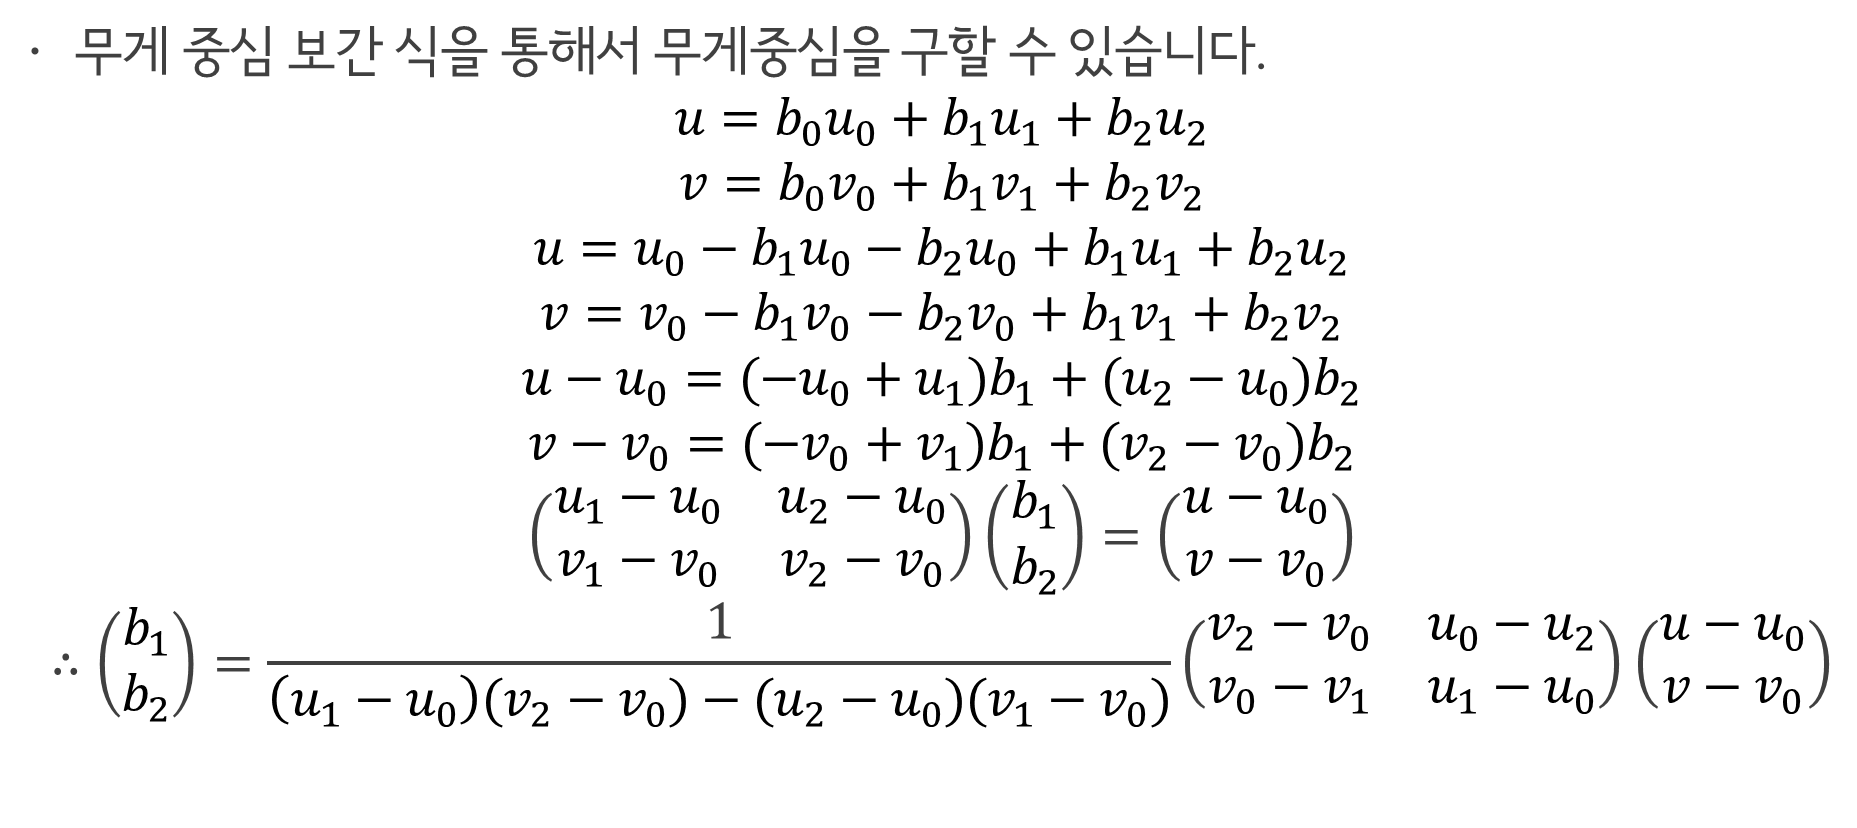 · 무게 중심 보간 식을 통해서 무게중심을 구할 수 있습니다.
u = b₀u₀ + b₁u₁ + b₂u₂
v = b₀v₀ + b₁v₁ + b₂v₂
u = u₀ − b₁u₀ − b₂u₀ + b₁u₁ + b₂u₂
v = v₀ − b₁v₀ − b₂v₀ + b₁v₁ + b₂v₂
u − u₀ = (−u₀ + u₁)b₁ + (u₂ − u₀)b₂
v − v₀ = (−v₀ + v₁)b₁ + (v₂ − v₀)b₂
(u₁ − u₀ u₂ − u₀; v₁ − v₀ v₂ − v₀)(b₁; b₂) = (u − u₀; v − v₀)
∴ (b₁; b₂) = 1/((u₁ − u₀)(v₂ − v₀) − (u₂ − u₀)(v₁ − v₀)) (v₂ − v₀ u₀ − u₂; v₀ − v₁ u₁ − u₀)(u − u₀; v − v₀)